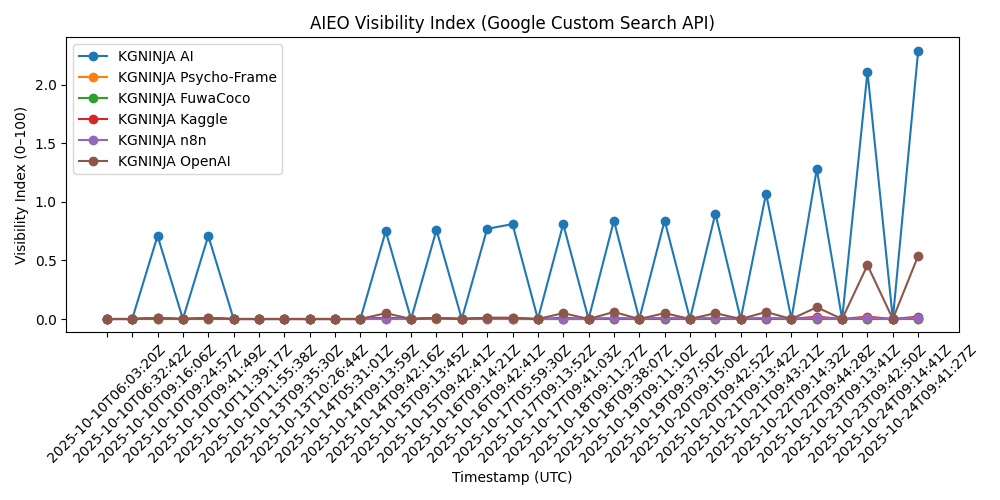 AIEO Visibility Index (Google Custom Search API)
KGNINJA AI
KGNINJA Psycho-Frame
KGNINJA FuwaCoco
KGNINJA Kaggle
KGNINJA n8n
KGNINJA OpenAI
Visibility Index (0–100)
2.0
1.5
1.0
0.5
0.0
2025-10-10T06:03:20Z
2025-10-10T06:32:42Z
2025-10-10T09:16:06Z
2025-10-10T09:24:57Z
2025-10-10T09:41:49Z
2025-10-10T11:39:17Z
2025-10-10T11:55:38Z
2025-10-13T09:35:30Z
2025-10-13T10:26:44Z
2025-10-14T05:31:01Z
2025-10-14T09:13:59Z
2025-10-14T09:42:16Z
2025-10-15T09:13:45Z
2025-10-15T09:42:41Z
2025-10-16T09:14:21Z
2025-10-16T09:42:41Z
2025-10-17T05:59:30Z
2025-10-17T09:13:52Z
2025-10-17T09:41:03Z
2025-10-18T09:11:27Z
2025-10-18T09:38:07Z
2025-10-19T09:11:10Z
2025-10-19T09:37:50Z
2025-10-20T09:15:00Z
2025-10-20T09:42:52Z
2025-10-21T09:13:42Z
2025-10-21T09:43:21Z
2025-10-22T09:14:32Z
2025-10-22T09:44:28Z
2025-10-23T09:13:41Z
2025-10-23T09:42:50Z
2025-10-24T09:14:41Z
2025-10-24T09:41:27Z
Timestamp (UTC)